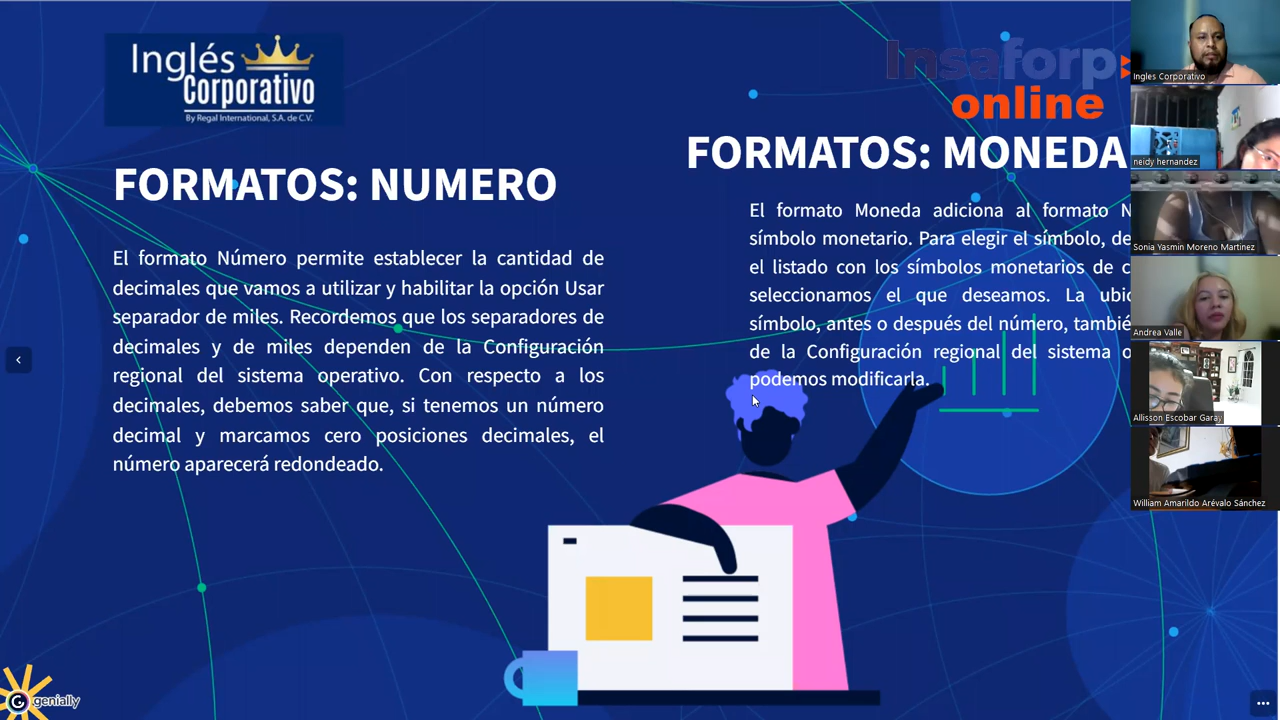 Inglés
Corporativo
By Regal International, S.A. de C.V.
Insaforp
online
FORMATOS: NUMERO
El formato Número permite establecer la cantidad de
decimales que vamos a utilizar y habilitar la opción Usar
separador de miles. Recordemos que los separadores de
decimales y de miles dependen de la Configuración
regional del sistema operativo. Con respecto a los
decimales, debemos saber que, si tenemos un número
decimal y marcamos cero posiciones decimales, el
número aparecerá redondeado.
FORMATOS: MONEDA
El formato Moneda adiciona al formato N
símbolo monetario. Para elegir el símbolo, de
el listado con los símbolos monetarios de c
seleccionamos el que deseamos. La ubic
símbolo, antes o después del número, tambié
de la Configuración regional del sistema o
podemos modificarla.
Ingles Corporativo
neidy hernandez
Sonia Yasmin Moreno Martinez
Andrea Valle
Allisson Escobar Garay
William Amarildo Arévalo Sánchez
genially